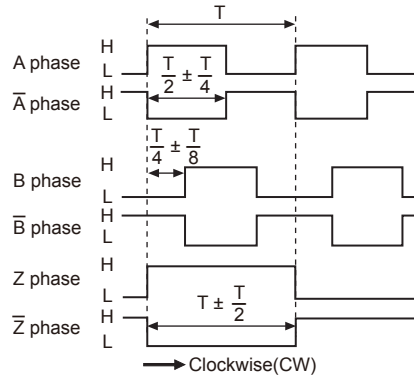 T
A phase H
L
T/2 ± T/4
A̅ phase H
L
T/4 ± T/8
B phase H
L
B̅ phase H
L
Z phase H
L
T ± T/2
Z̅ phase H
L
Clockwise(CW)